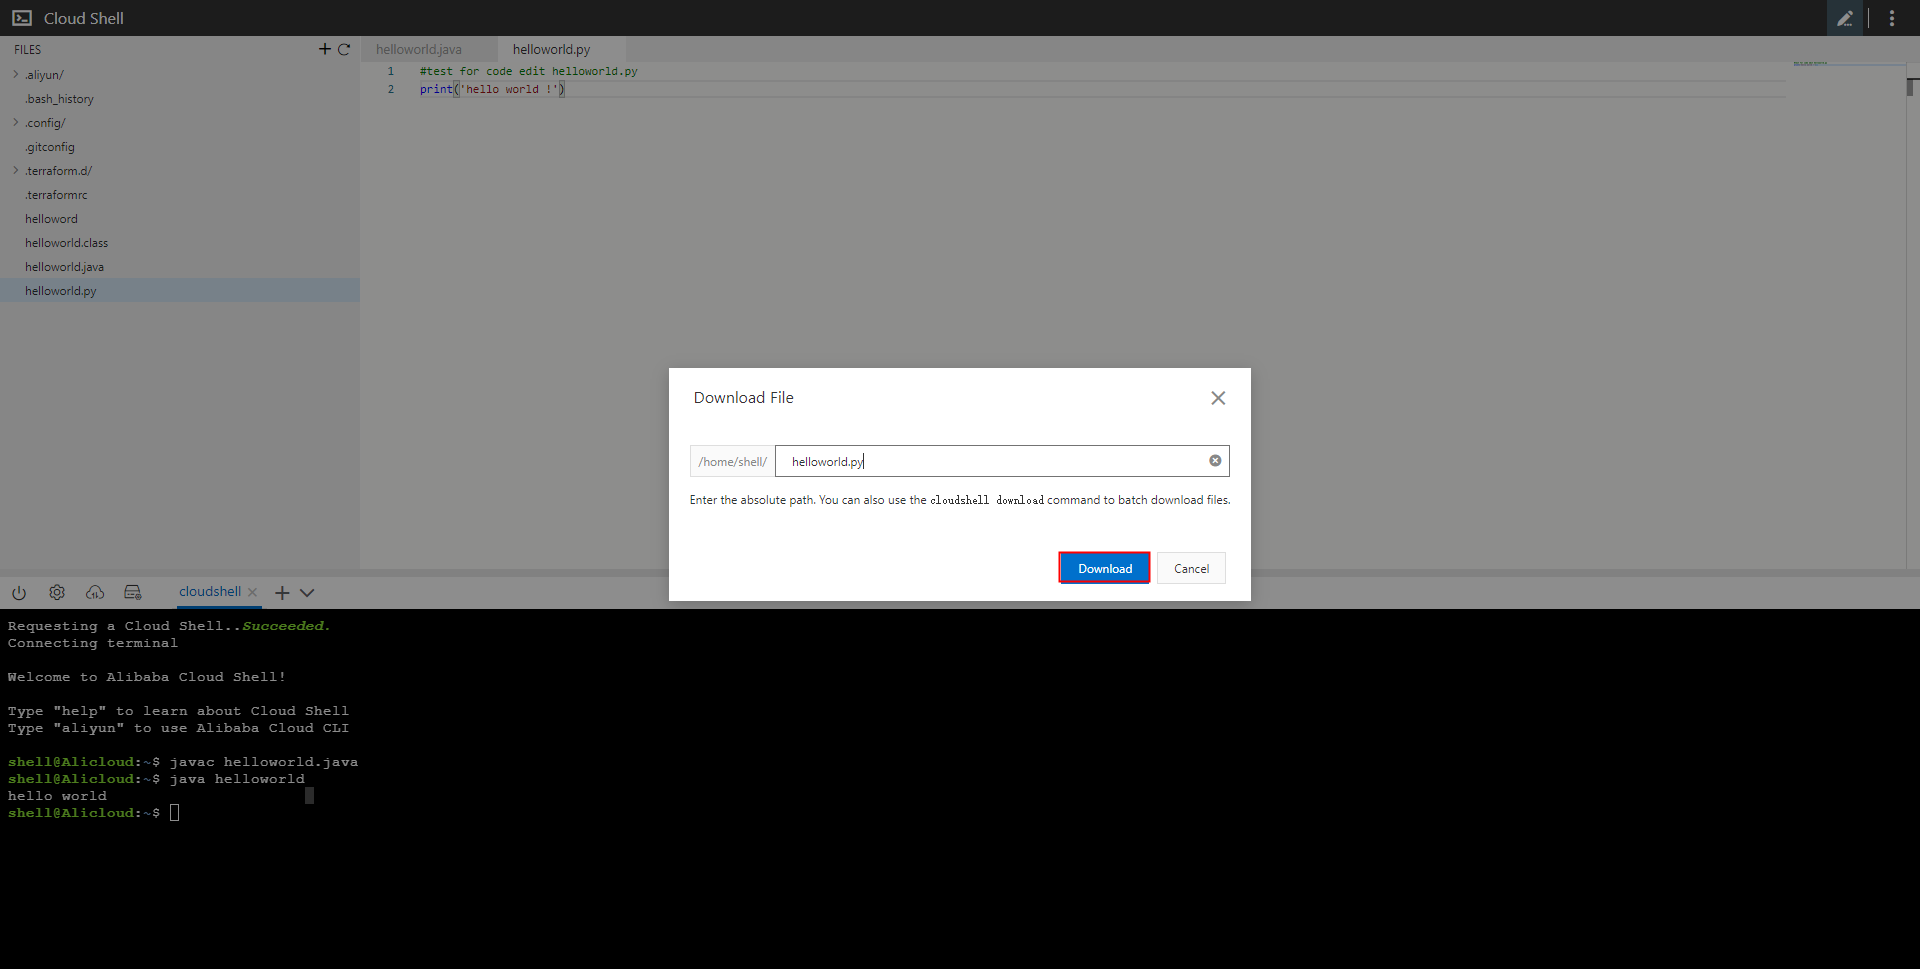 Cloud Shell
FILES
.aliyun/
.bash_history
.config/
.gitconfig
.terraform.d/
.terraformrc
helloword
helloworld.class
helloworld.java
helloworld.py
helloworld.java helloworld.py
1 #test for code edit helloworld.py
2 print('hello world !')
Download File
/home/shell/ helloworld.py
Enter the absolute path. You can also use the cloudshell download command to batch download files.
Download Cancel
cloudshell
Requesting a Cloud Shell..Succeeded.
Connecting terminal
Welcome to Alibaba Cloud Shell!
Type "help" to learn about Cloud Shell
Type "aliyun" to use Alibaba Cloud CLI
shell@Alicloud:~$ javac helloworld.java
shell@Alicloud:~$ java helloworld
hello world
shell@Alicloud:~$